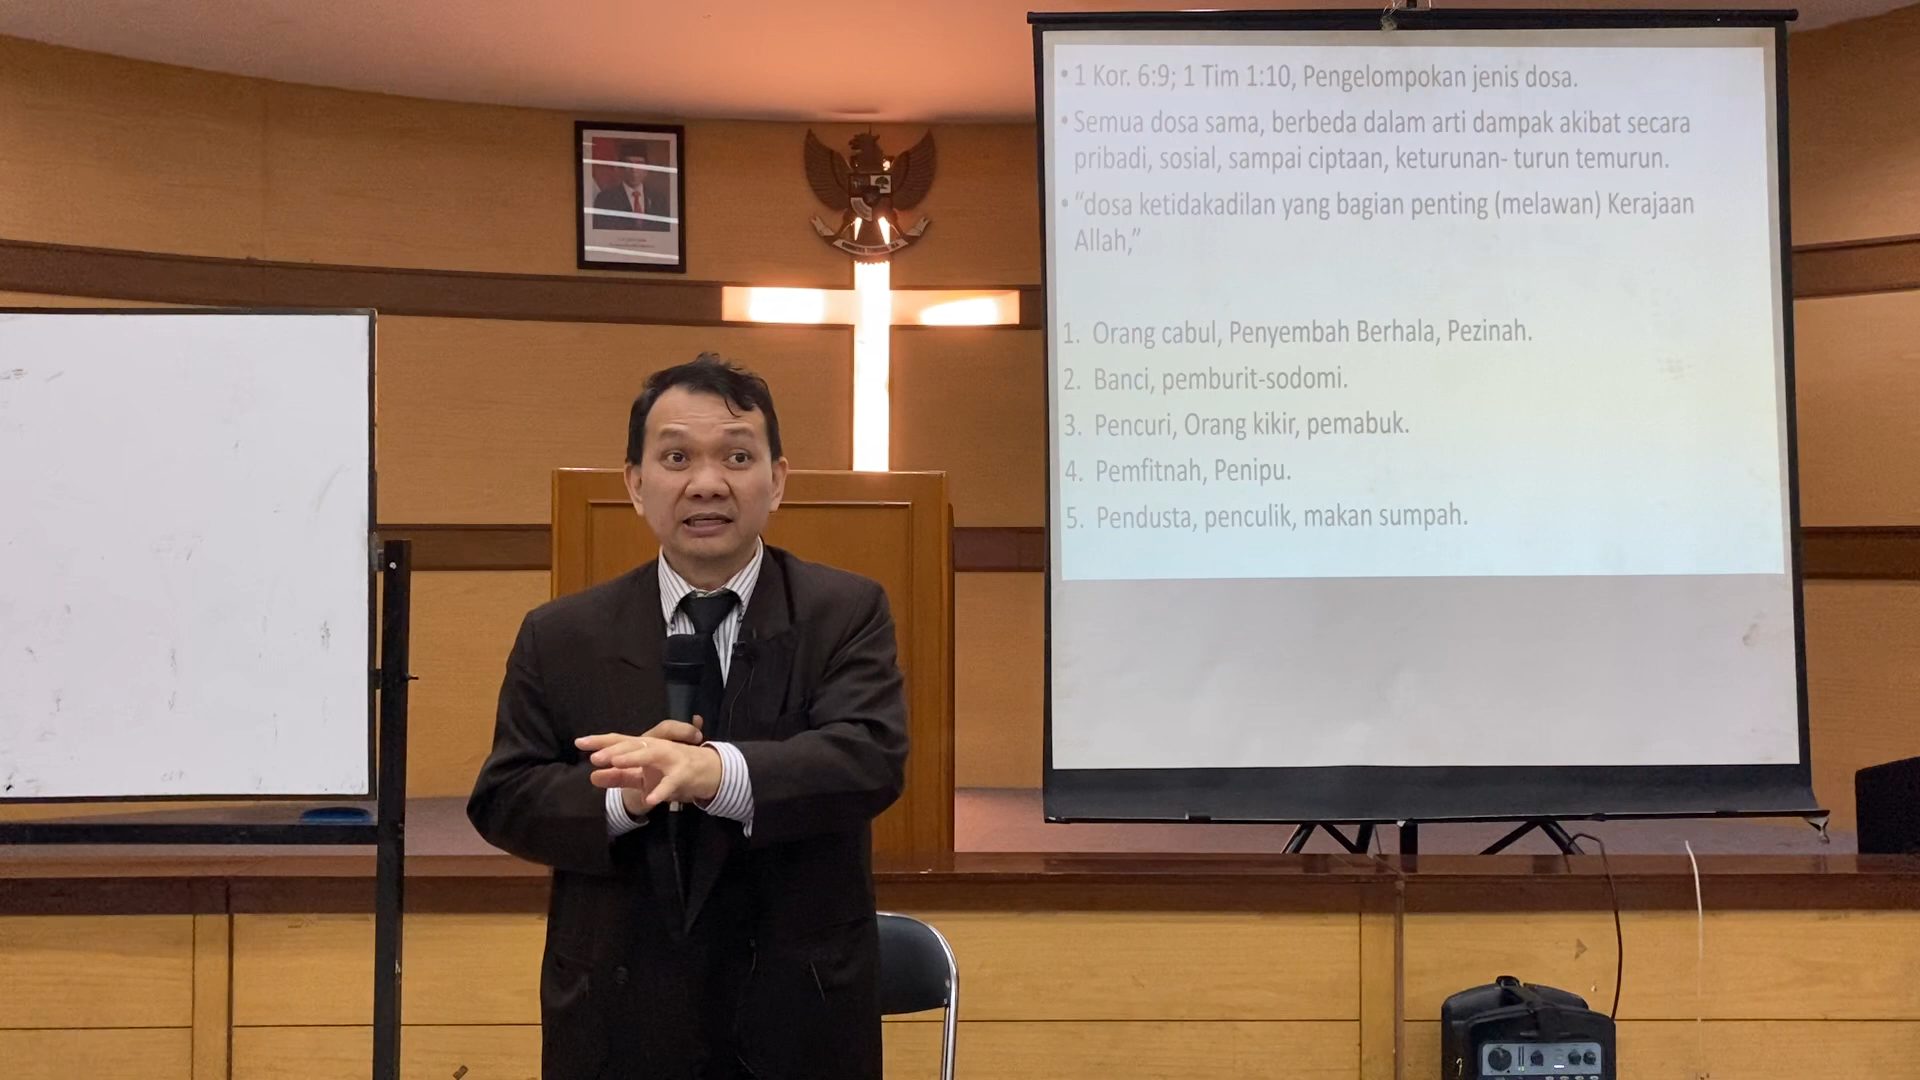 • 1 Kor. 6:9; 1 Tim 1:10, Pengelompokan jenis dosa.
• Semua dosa sama, berbeda dalam arti dampak akibat secara
pribadi, sosial, sampai ciptaan, keturunan- turun temurun.
• “dosa ketidakadilan yang bagian penting (melawan) Kerajaan
Allah,”
1. Orang cabul, Penyembah Berhala, Pezinah.
2. Banci, pemburit-sodomi.
3. Pencuri, Orang kikir, pemabuk.
4. Pemfitnah, Penipu.
5. Pendusta, penculik, makan sumpah.